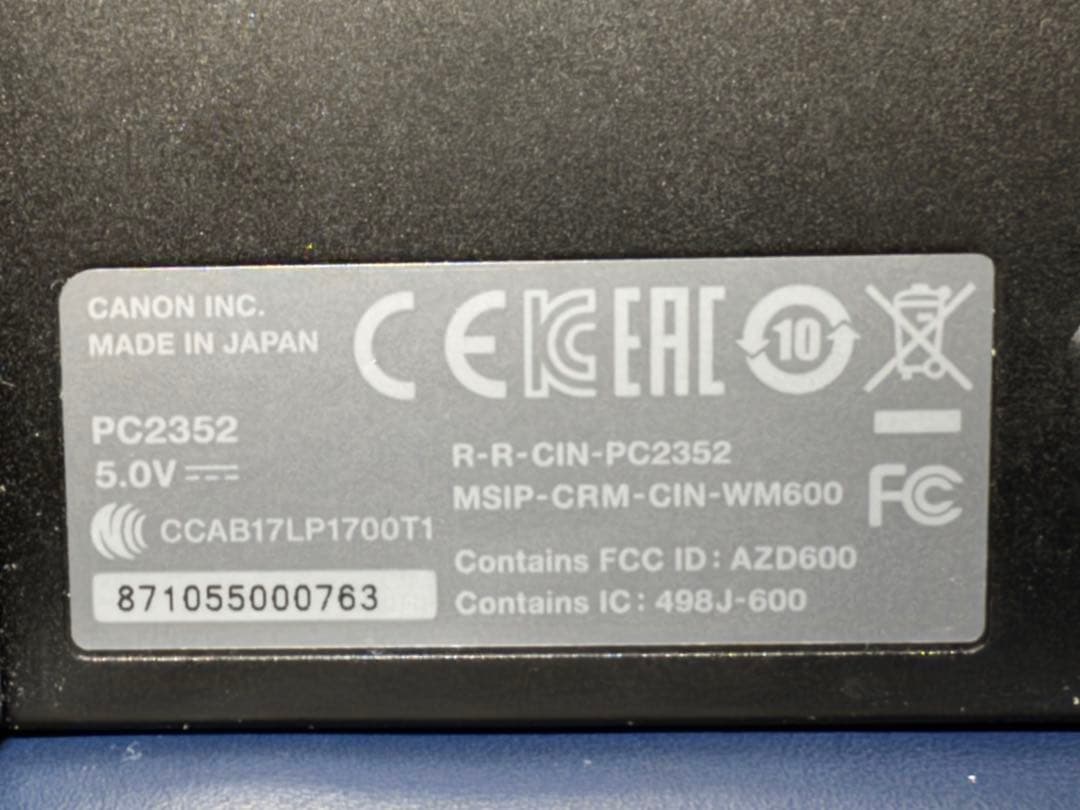 CANON INC.
MADE IN JAPAN
CE
EAC
10
PC2352
5.0V
CCAB17LP1700T1
871055000763
R-R-CIN-PC2352
MSIP-CRM-CIN-WM600
FC
Contains FCC ID: AZD600
Contains IC: 498J-600